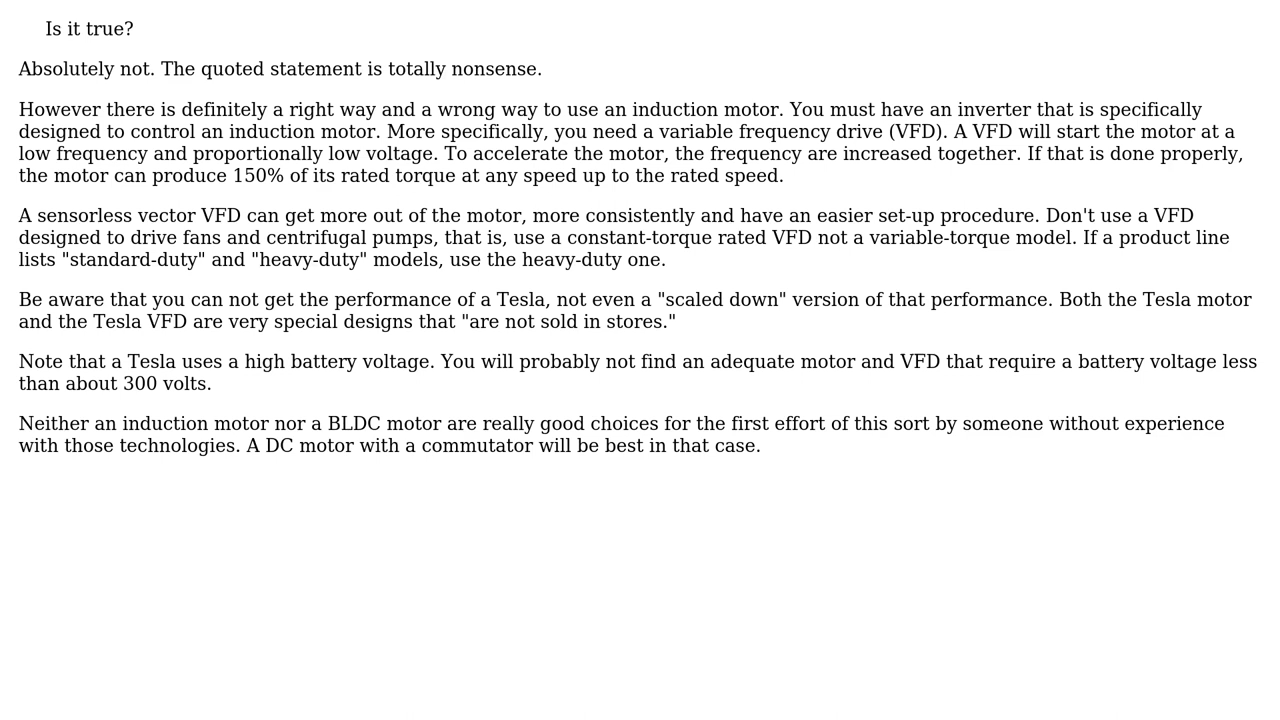 Is it true?
Absolutely not. The quoted statement is totally nonsense.
However there is definitely a right way and a wrong way to use an induction motor. You must have an inverter that is specifically
designed to control an induction motor. More specifically, you need a variable frequency drive (VFD). A VFD will start the motor at a
low frequency and proportionally low voltage. To accelerate the motor, the frequency are increased together. If that is done properly,
the motor can produce 150% of its rated torque at any speed up to the rated speed.
A sensorless vector VFD can get more out of the motor, more consistently and have an easier set-up procedure. Don't use a VFD
designed to drive fans and centrifugal pumps, that is, use a constant-torque rated VFD not a variable-torque model. If a product line
lists "standard-duty" and "heavy-duty" models, use the heavy-duty one.
Be aware that you can not get the performance of a Tesla, not even a "scaled down" version of that performance. Both the Tesla motor
and the Tesla VFD are very special designs that "are not sold in stores."
Note that a Tesla uses a high battery voltage. You will probably not find an adequate motor and VFD that require a battery voltage less
than about 300 volts.
Neither an induction motor nor a BLDC motor are really good choices for the first effort of this sort by someone without experience
with those technologies. A DC motor with a commutator will be best in that case.